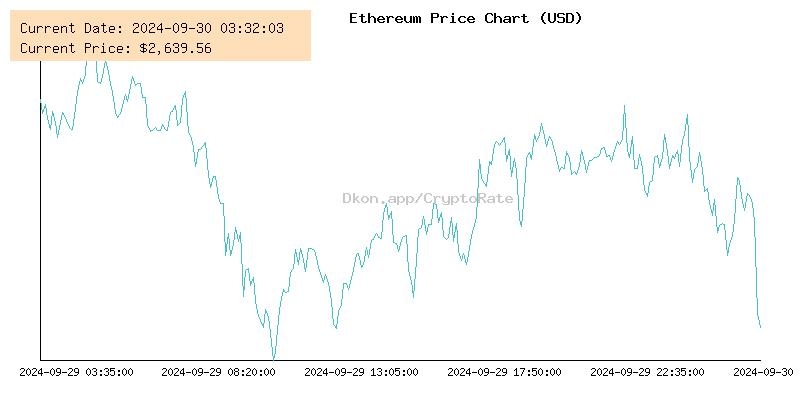 Ethereum Price Chart (USD)
Current Date: 2024-09-30 03:32:03
Current Price: $2,639.56
Dkon.app/CryptoRate
2024-09-29 03:35:00
2024-09-29 08:20:00
2024-09-29 13:05:00
2024-09-29 17:50:00
2024-09-29 22:35:00
2024-09-30